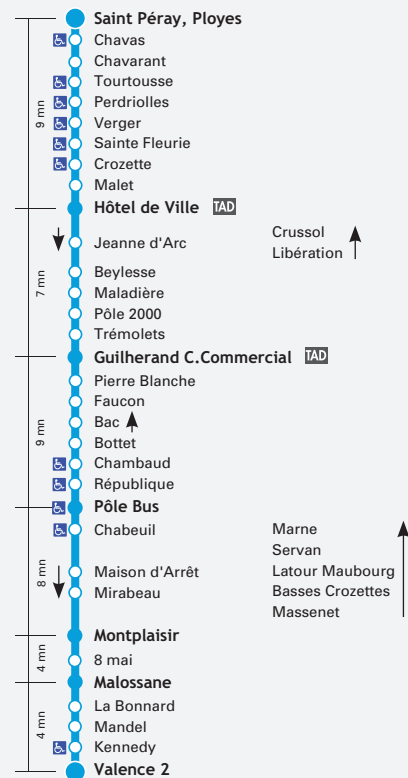 Saint Péray, Ployes
Chavas
Chavarant
Tourtousse
Perdriolles
Verger
Sainte Fleurie
Crozette
Malet
9 mn
Hôtel de Ville TAD
Jeanne d'Arc
Crussol
Libération
Beylesse
Maladière
Pôle 2000
Trémolets
7 mn
Guilherand C.Commercial TAD
Pierre Blanche
Faucon
Bac
Bottet
Chambaud
République
9 mn
Pôle Bus
Chabeuil
Maison d'Arrêt
Mirabeau
Marne
Servan
Latour Maubourg
Basses Crozettes
Massenet
8 mn
Montplaisir
8 mai
4 mn
Malossane
La Bonnard
Mandel
Kennedy
4 mn
Valence 2